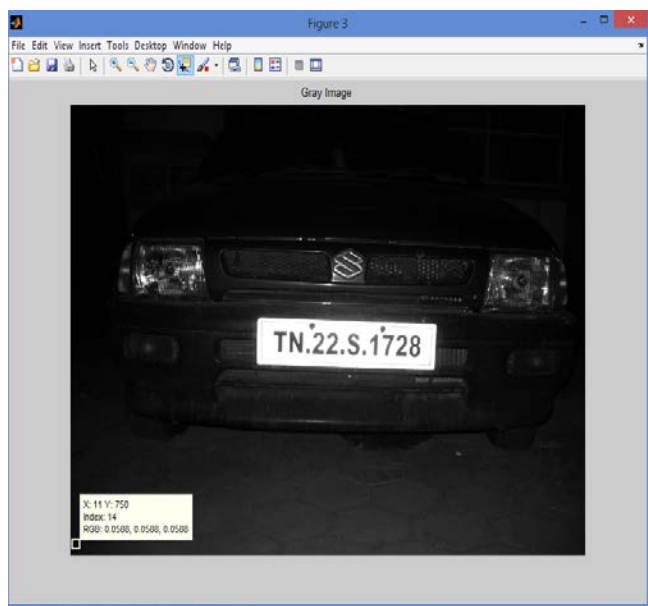 Figure 3
File Edit View Insert Tools Desktop Window Help
Gray Image
TN.22.S.1728
X: 11 Y: 750
Index: 14
RGB: 0.0588, 0.0588, 0.0588